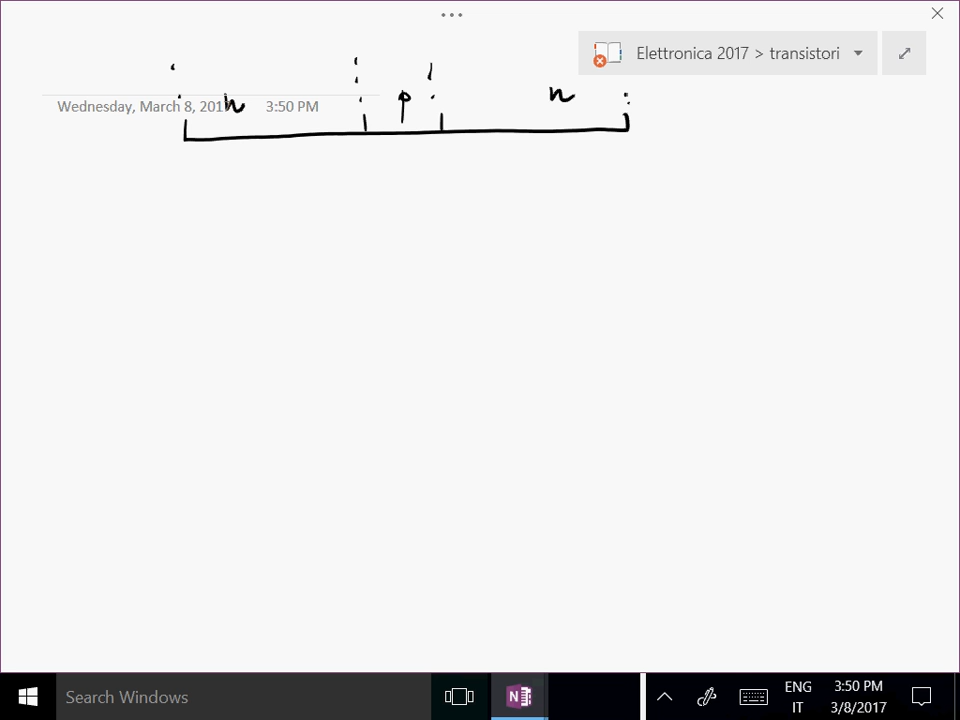 Elettronica 2017 > transistori
n p n
Wednesday, March 8, 201 3:50 PM
Search Windows
N
ENG
IT
3:50 PM
3/8/2017